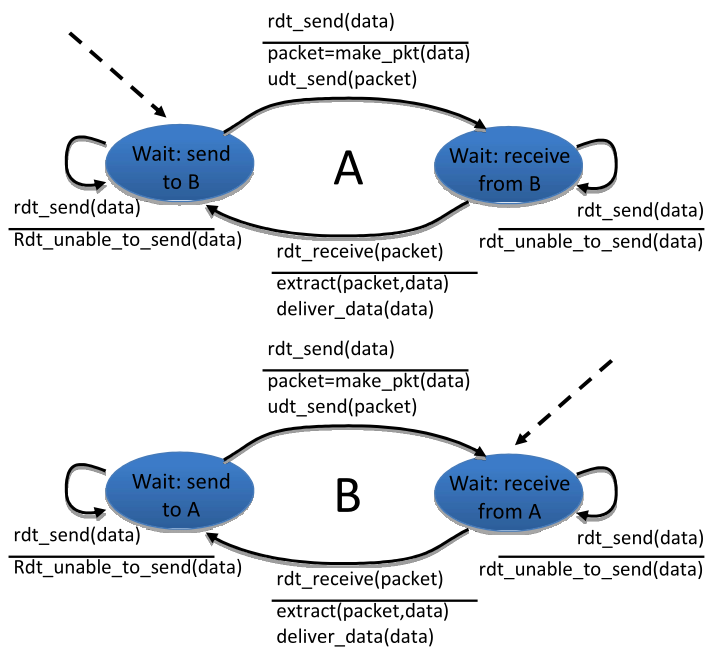 rdt_send(data)
packet=make_pkt(data)
udt_send(packet)
Wait: send
to B
A
Wait: receive
from B
rdt_send(data)
Rdt_unable_to_send(data)
rdt_send(data)
rdt_unable_to_send(data)
rdt_receive(packet)
extract(packet,data)
deliver_data(data)
rdt_send(data)
packet=make_pkt(data)
udt_send(packet)
Wait: send
to A
B
Wait: receive
from A
rdt_send(data)
Rdt_unable_to_send(data)
rdt_send(data)
rdt_unable_to_send(data)
rdt_receive(packet)
extract(packet,data)
deliver_data(data)